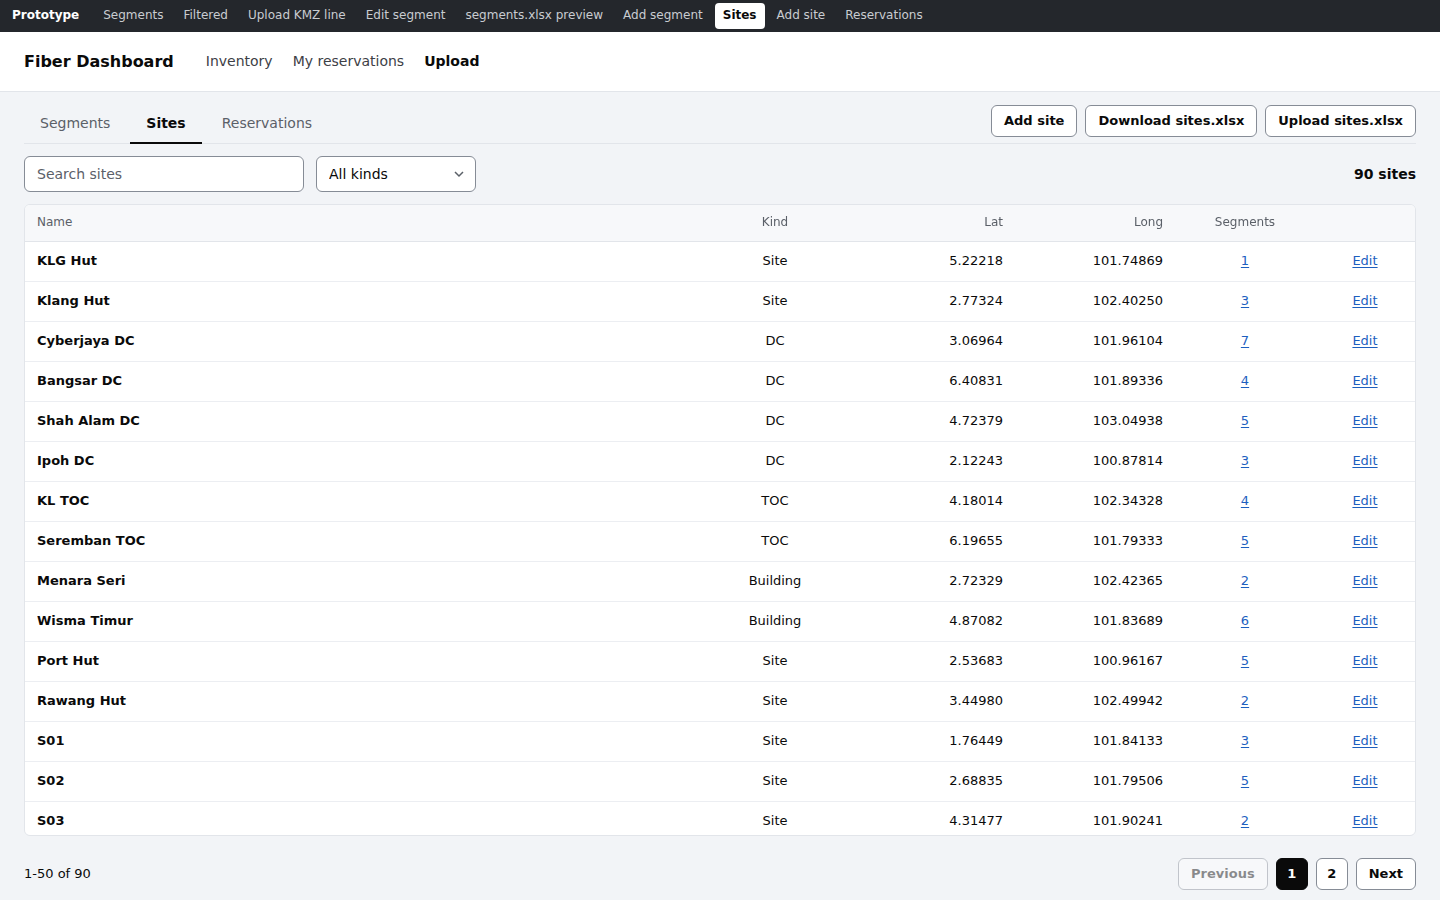 Prototype Segments Filtered Upload KMZ line Edit segment segments.xlsx preview Add segment Sites Add site Reservations
Fiber Dashboard Inventory My reservations Upload
Segments Sites Reservations Add site Download sites.xlsx Upload sites.xlsx
Search sites All kinds 90 sites
Name Kind Lat Long Segments
KLG Hut Site 5.22218 101.74869 1 Edit
Klang Hut Site 2.77324 102.40250 3 Edit
Cyberjaya DC DC 3.06964 101.96104 7 Edit
Bangsar DC DC 6.40831 101.89336 4 Edit
Shah Alam DC DC 4.72379 103.04938 5 Edit
Ipoh DC DC 2.12243 100.87814 3 Edit
KL TOC TOC 4.18014 102.34328 4 Edit
Seremban TOC TOC 6.19655 101.79333 5 Edit
Menara Seri Building 2.72329 102.42365 2 Edit
Wisma Timur Building 4.87082 101.83689 6 Edit
Port Hut Site 2.53683 100.96167 5 Edit
Rawang Hut Site 3.44980 102.49942 2 Edit
S01 Site 1.76449 101.84133 3 Edit
S02 Site 2.68835 101.79506 5 Edit
S03 Site 4.31477 101.90241 2 Edit
1-50 of 90 Previous 1 2 Next